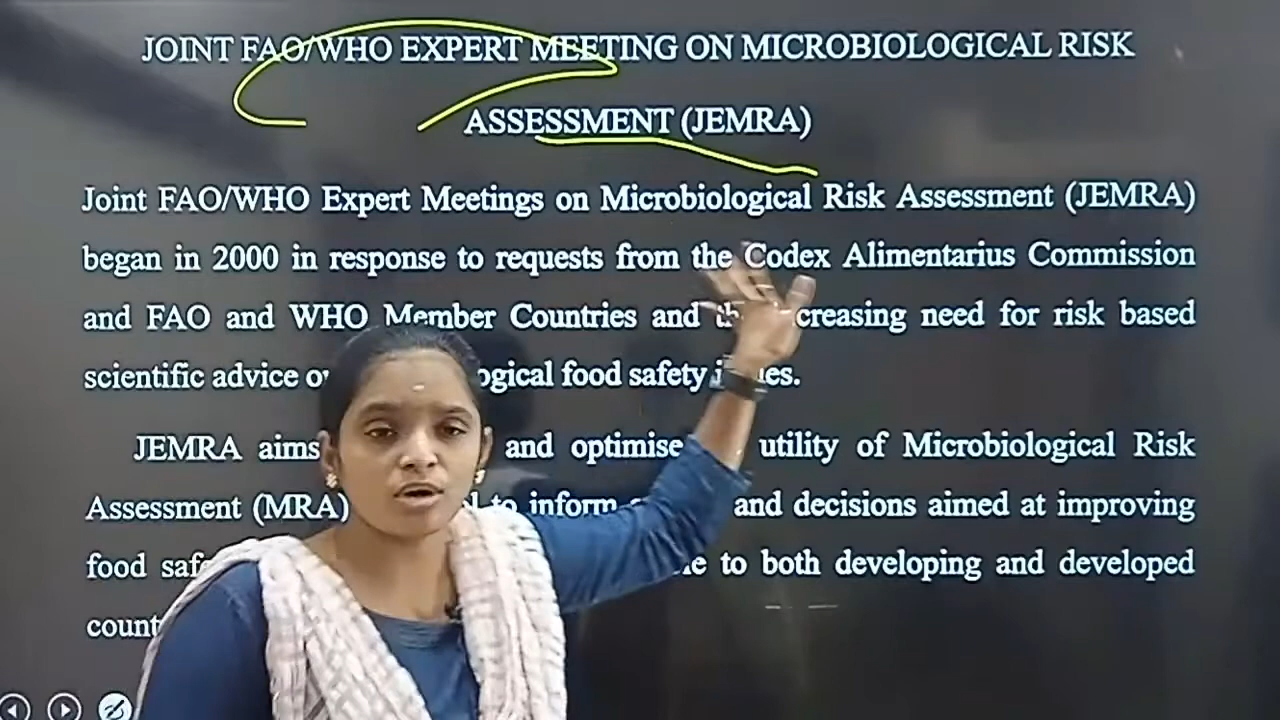 JOINT FAO/WHO EXPERT MEETING ON MICROBIOLOGICAL RISK
ASSESSMENT (JEMRA)
Joint FAO/WHO Expert Meetings on Microbiological Risk Assessment (JEMRA)
began in 2000 in response to requests from the Codex Alimentarius Commission
and FAO and WHO Member Countries and creasing need for risk based
scientific advice ogical food safety
JEMRA aims and optimise utility of Microbiological Risk
Assessment (MRA) to inform and decisions aimed at improving
food to both developing and developed